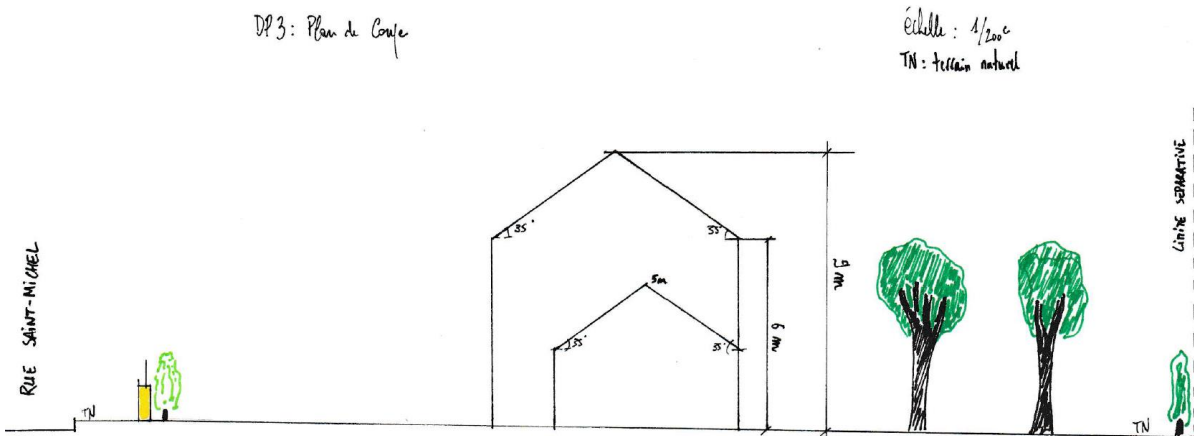 DP3: Plan de Coupe
échelle: 1/200e
TN: terrain naturel
RUE SAINT-MICHEL
TN
35°
35°
5m
35°
35°
6 m
9 m
LIMITE SEPARATIVE
TN